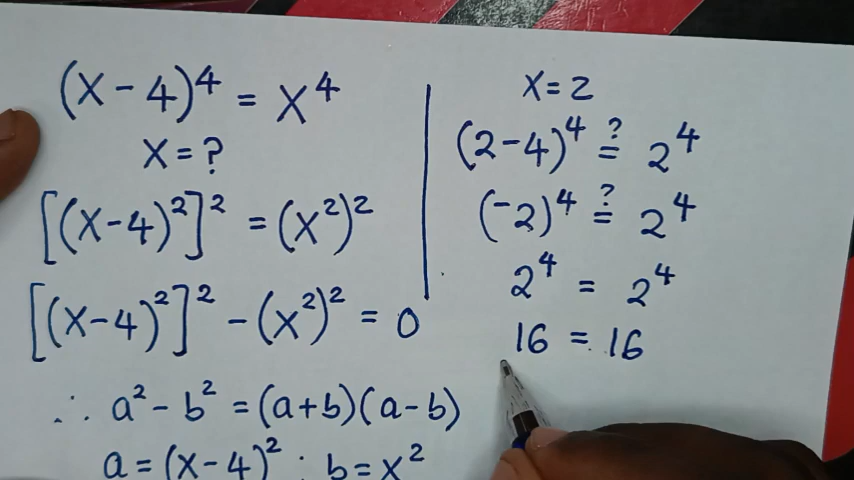 (x-4)⁴ = x⁴
x = ?
[(x-4)²]² = (x²)²
[(x-4)²]² - (x²)² = 0
∴ a² - b² = (a+b)(a-b)
a = (x-4)² ; b = x²
x = 2
(2-4)⁴ ≟ 2⁴
(⁻2)⁴ ≟ 2⁴
2⁴ = 2⁴
16 = 16